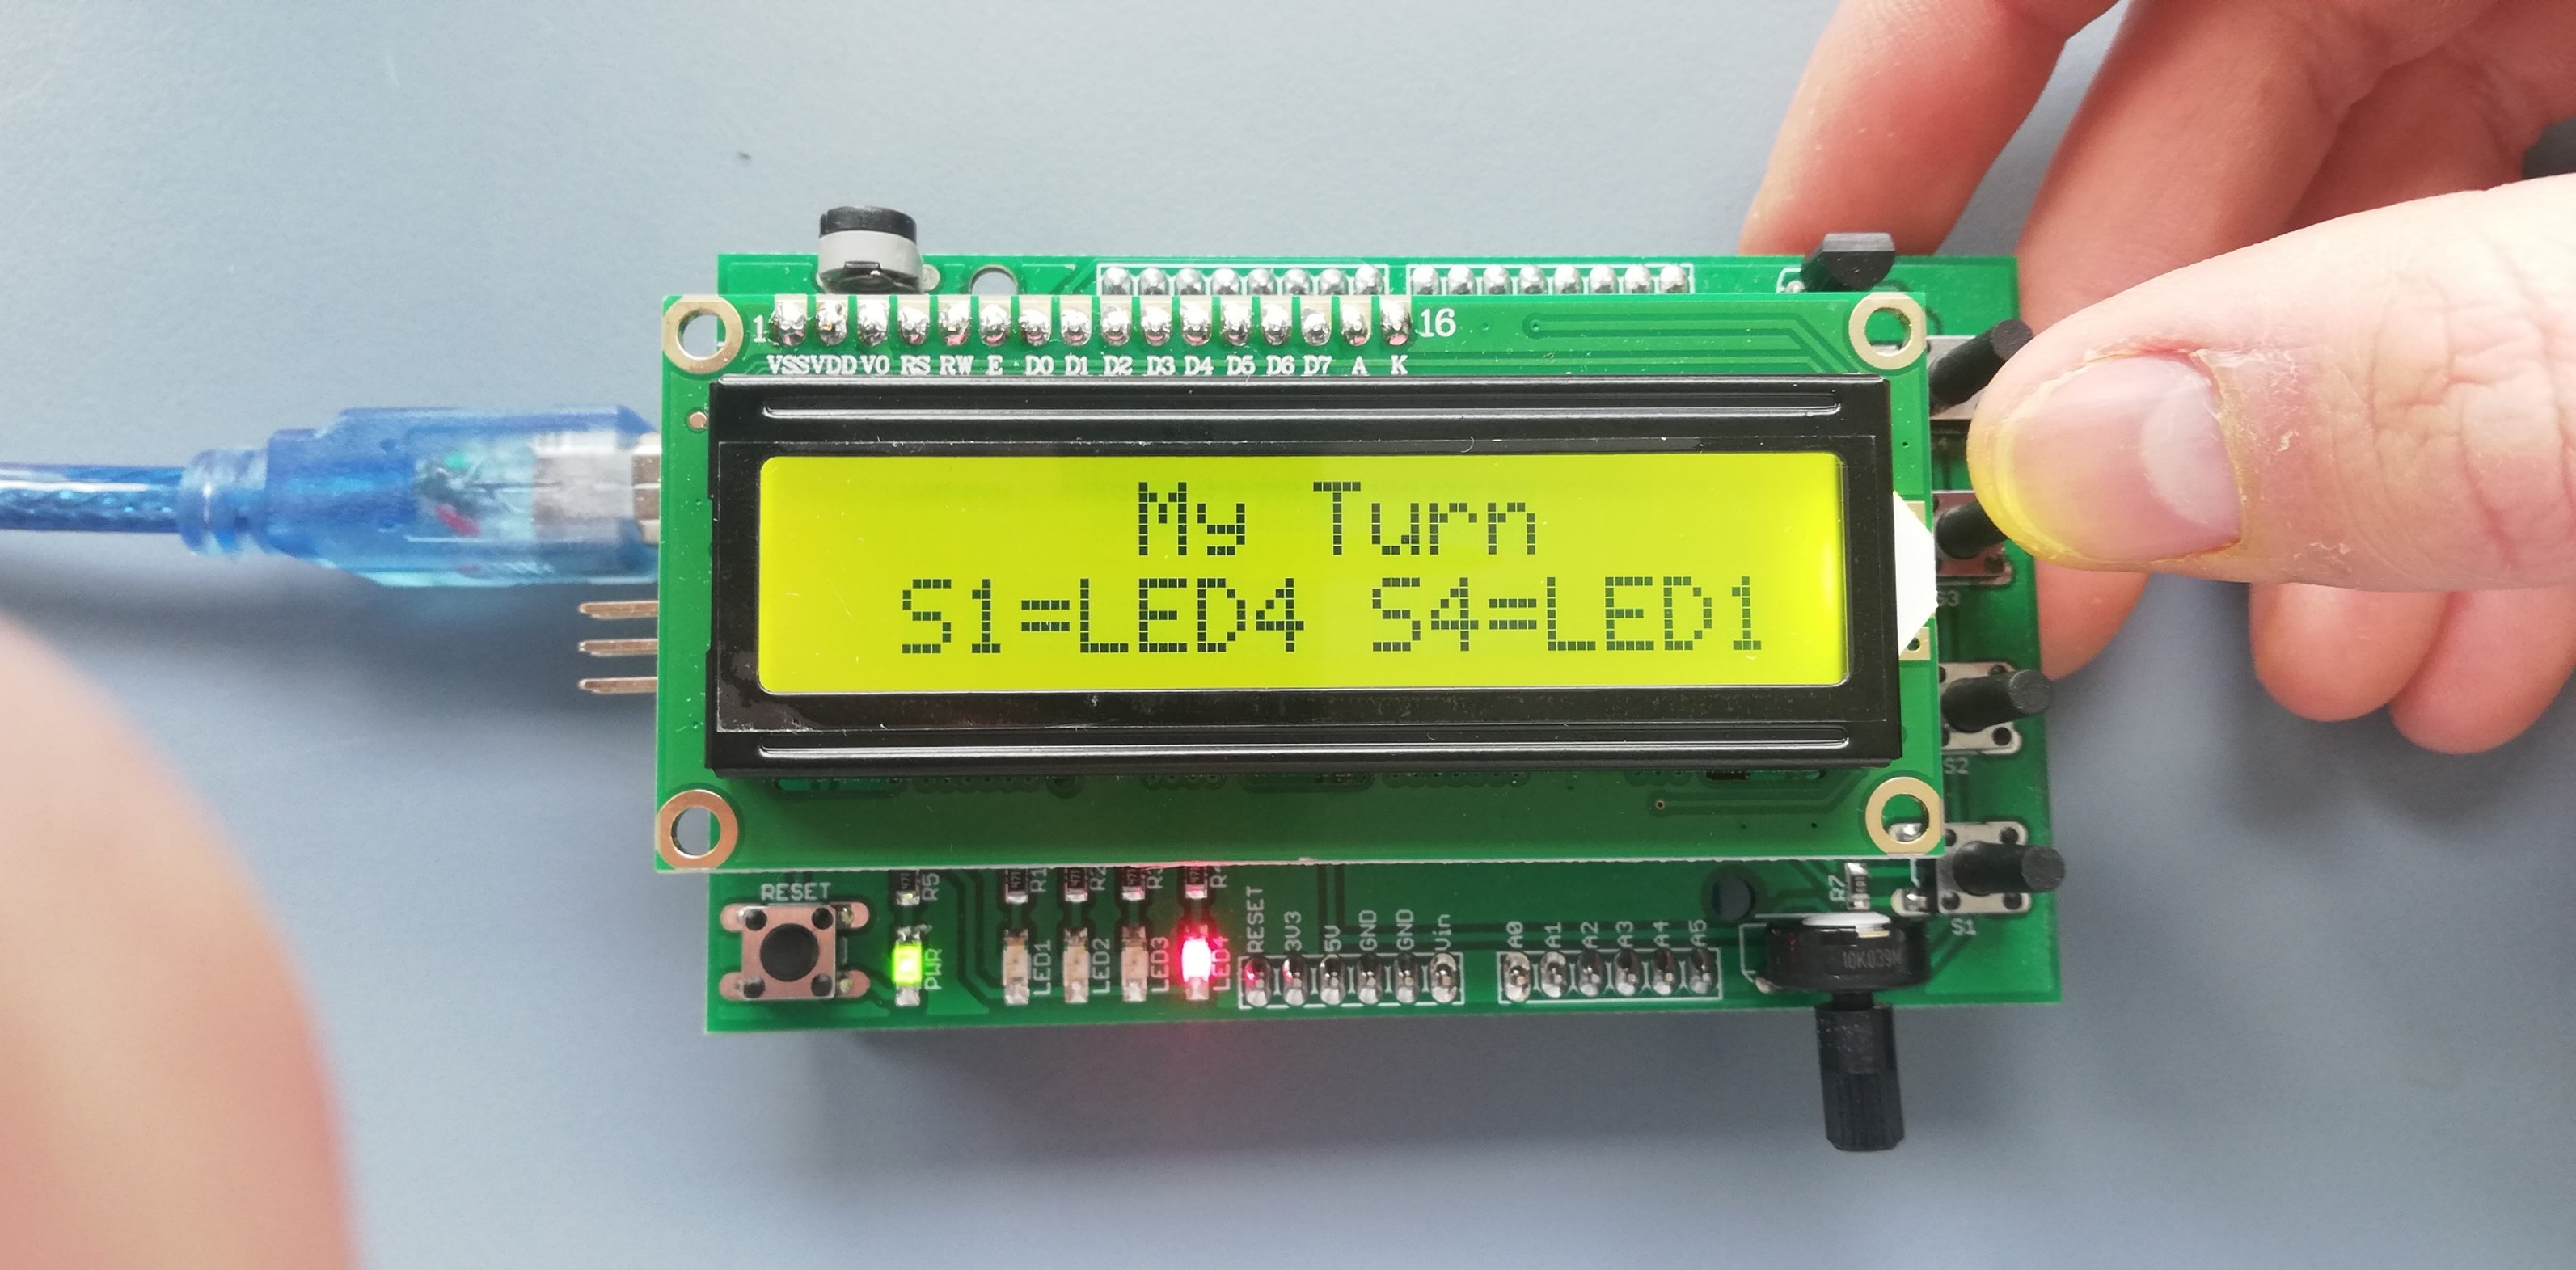 1 16
VSS VDD V0 RS RW E D0 D1 D2 D3 D4 D5 D6 D7 A K
My Turn
S1=LED4 S4=LED1
S3
S2
S1
RESET
R5 R1 R2 R3 R4
PWR LED1 LED2 LED3 LED4
RESET 3V3 5V GND GND Vin
A0 A1 A2 A3 A4 A5
R7
10K039M